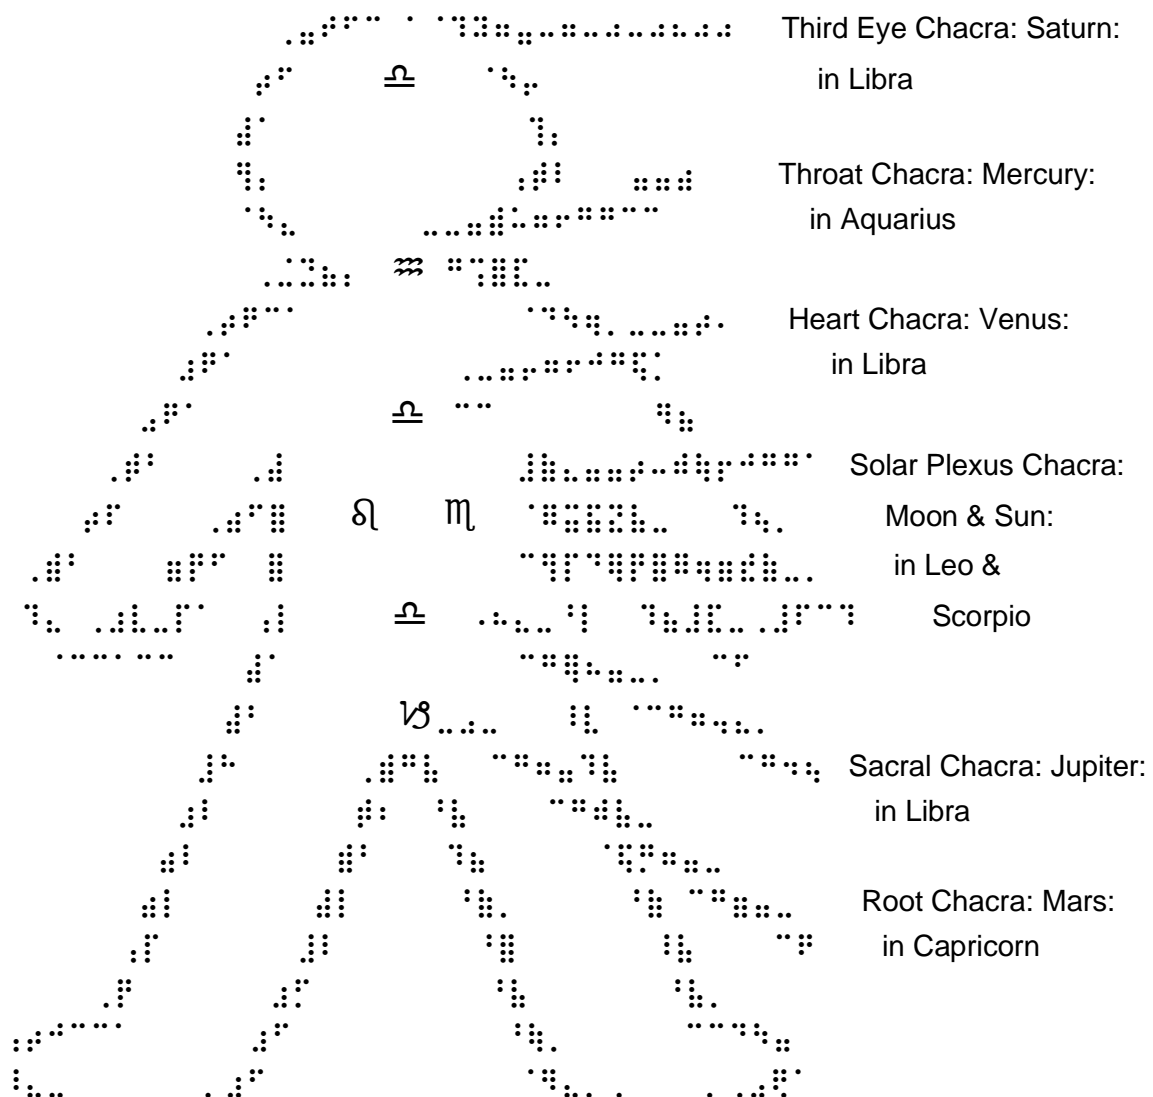 Third Eye Chacra: Saturn:
♎ in Libra
Throat Chacra: Mercury:
in Aquarius
♒
Heart Chacra: Venus:
in Libra
♎
Solar Plexus Chacra:
♌ ♏ Moon & Sun:
in Leo &
♎ Scorpio
♑
Sacral Chacra: Jupiter:
in Libra
Root Chacra: Mars:
in Capricorn